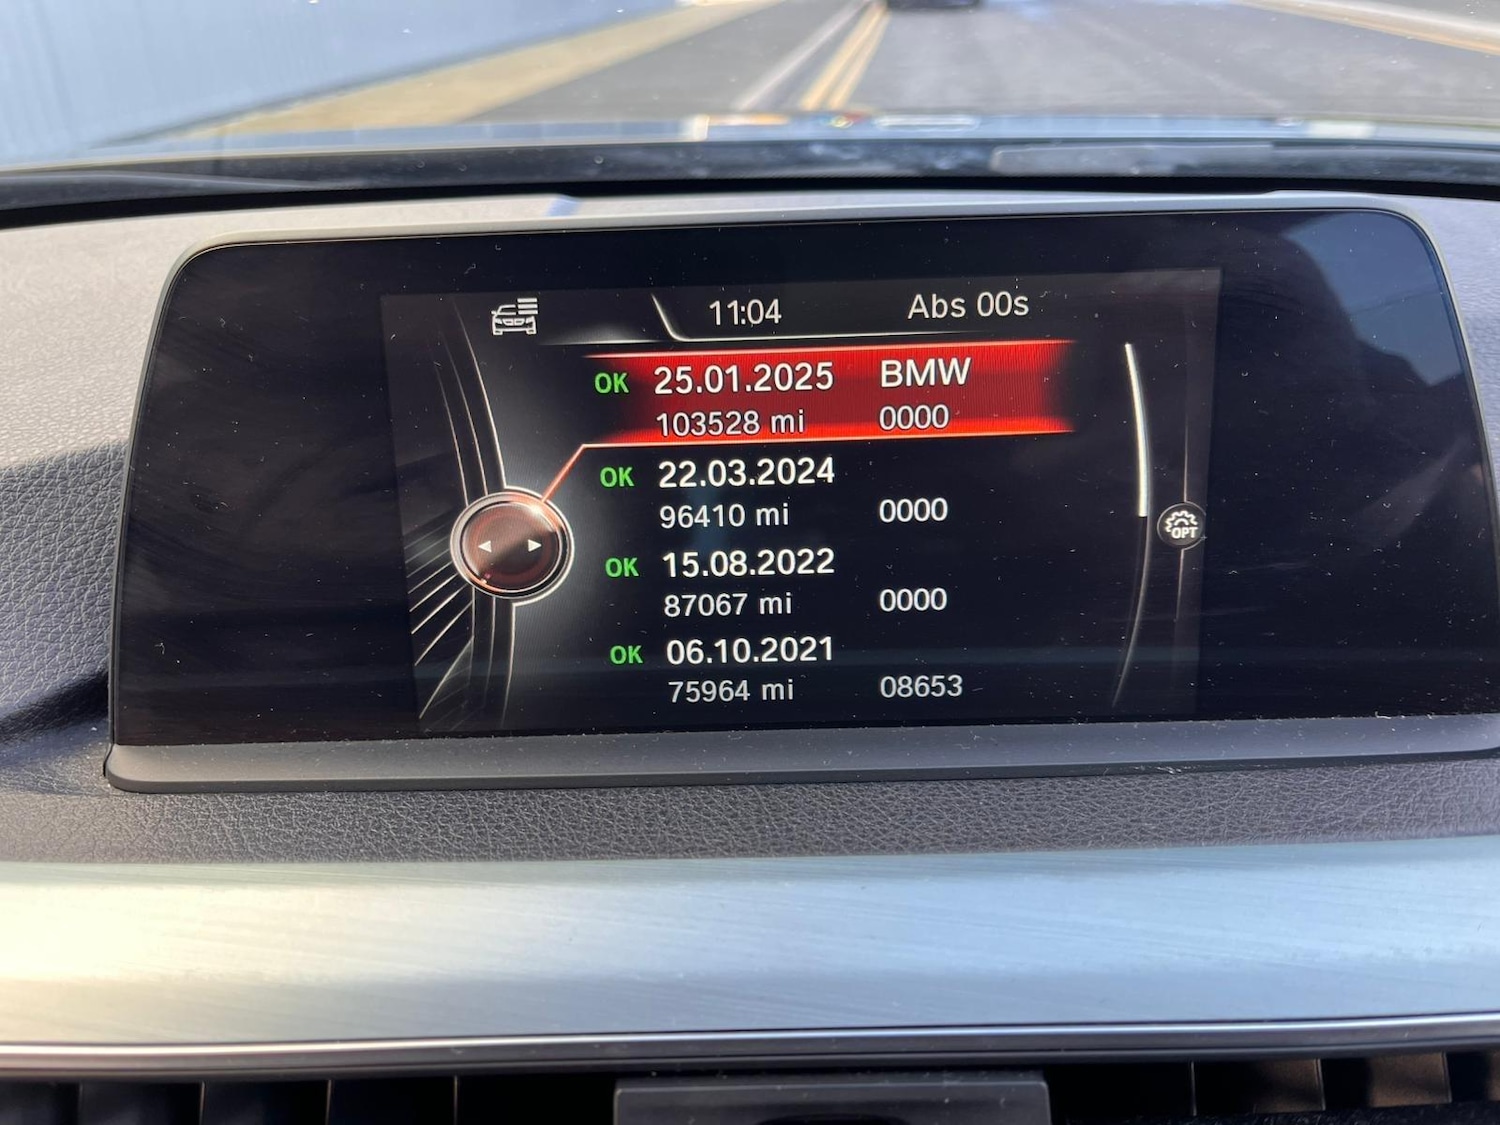 11:04 Abs 00s
OK 25.01.2025 BMW
103528 mi 0000
OK 22.03.2024
96410 mi 0000
OK 15.08.2022
87067 mi 0000
OPT
OK 06.10.2021
75964 mi 08653